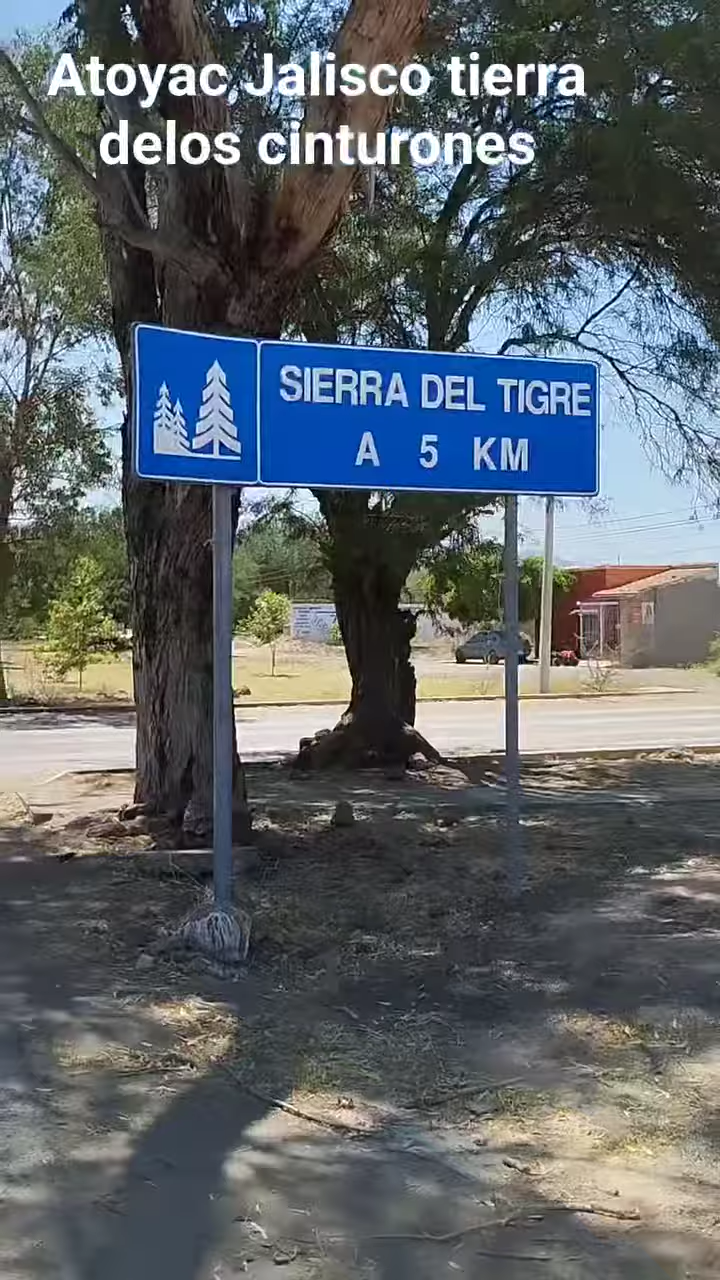 Atoyac Jalisco tierra
delos cinturones
SIERRA DEL TIGRE
A 5 KM